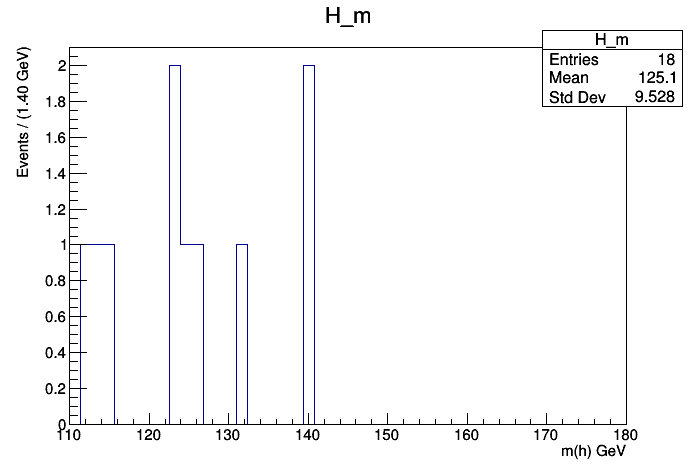 H_m
H_m
Entries 18
Mean 125.1
Std Dev 9.528
Events / (1.40 GeV)
2
1.8
1.6
1.4
1.2
1
0.8
0.6
0.4
0.2
0
110 120 130 140 150 160 170 180
m(h) GeV